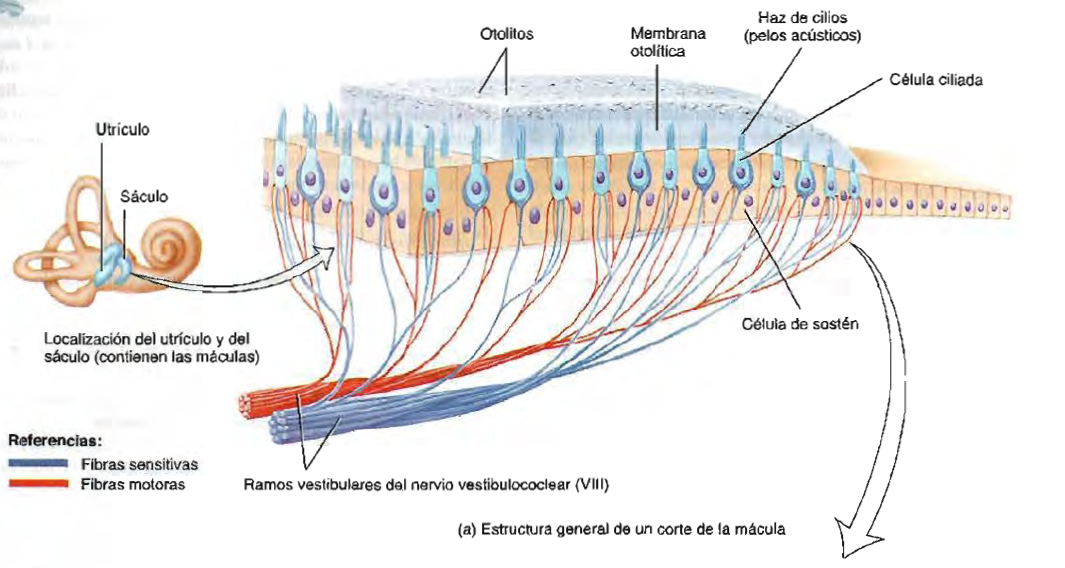 Otolitos
Membrana
otolítica
Haz de cilios
(pelos acústicos)
Célula ciliada
Utrículo
Sáculo
Localización del utrículo y del
sáculo (contienen las máculas)
Célula de sostén
Referencias:
Fibras sensitivas
Fibras motoras
Ramos vestibulares del nervio vestibulococlear (VIII)
(a) Estructura general de un corte de la mácula